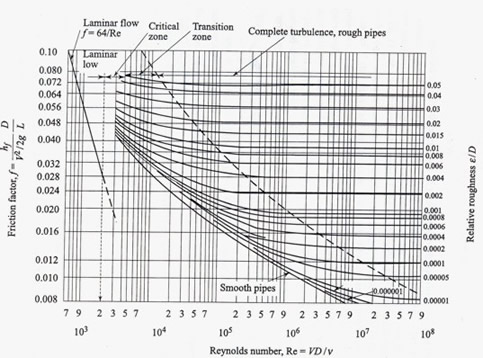 Laminar flow
f = 64/Re
Critical
zone
Transition
zone
Complete turbulence, rough pipes
Laminar
low
0.10
0.080
0.072
0.064
0.056
0.048
0.040
0.032
0.028
0.024
0.020
0.016
0.012
0.010
0.008
Friction factor, f = hf / V²/2g D / L
0.05
0.04
0.03
0.02
0.015
0.01
0.008
0.006
0.004
0.002
0.001
0.0008
0.0006
0.0004
0.0002
0.0001
0.00005
0.00001
Relative roughness ε/D
Smooth pipes
0.000001
7 9 2 3 5 7 2 3 5 7 2 3 5 7 9 2 3 5 7 9 2 3 5 7 9
10³ 10⁴ 10⁵ 10⁶ 10⁷ 10⁸
Reynolds number, Re = VD/ν